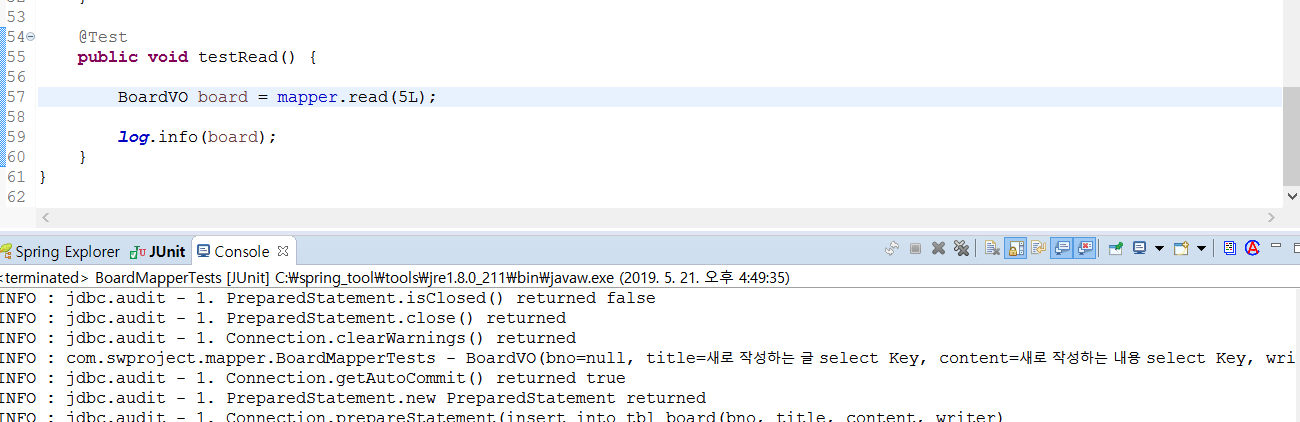 53
54 @Test
55 public void testRead() {
56
57 BoardVO board = mapper.read(5L);
58
59 log.info(board);
60 }
61 }
62
Spring Explorer JUnit Console
<terminated> BoardMapperTests [JUnit] C:₩spring_tool₩tools₩jre1.8.0_211₩bin₩javaw.exe (2019. 5. 21. 오후 4:49:35)
INFO : jdbc.audit - 1. PreparedStatement.isClosed() returned false
INFO : jdbc.audit - 1. PreparedStatement.close() returned
INFO : jdbc.audit - 1. Connection.clearWarnings() returned
INFO : com.swproject.mapper.BoardMapperTests - BoardVO(bno=null, title=새로 작성하는 글 select Key, content=새로 작성하는 내용 select Key, wri
INFO : jdbc.audit - 1. Connection.getAutoCommit() returned true
INFO : jdbc.audit - 1. PreparedStatement.new PreparedStatement returned
INFO : jdbc.audit - 1. Connection.prepareStatement(insert into tbl_board(bno, title, content, writer)